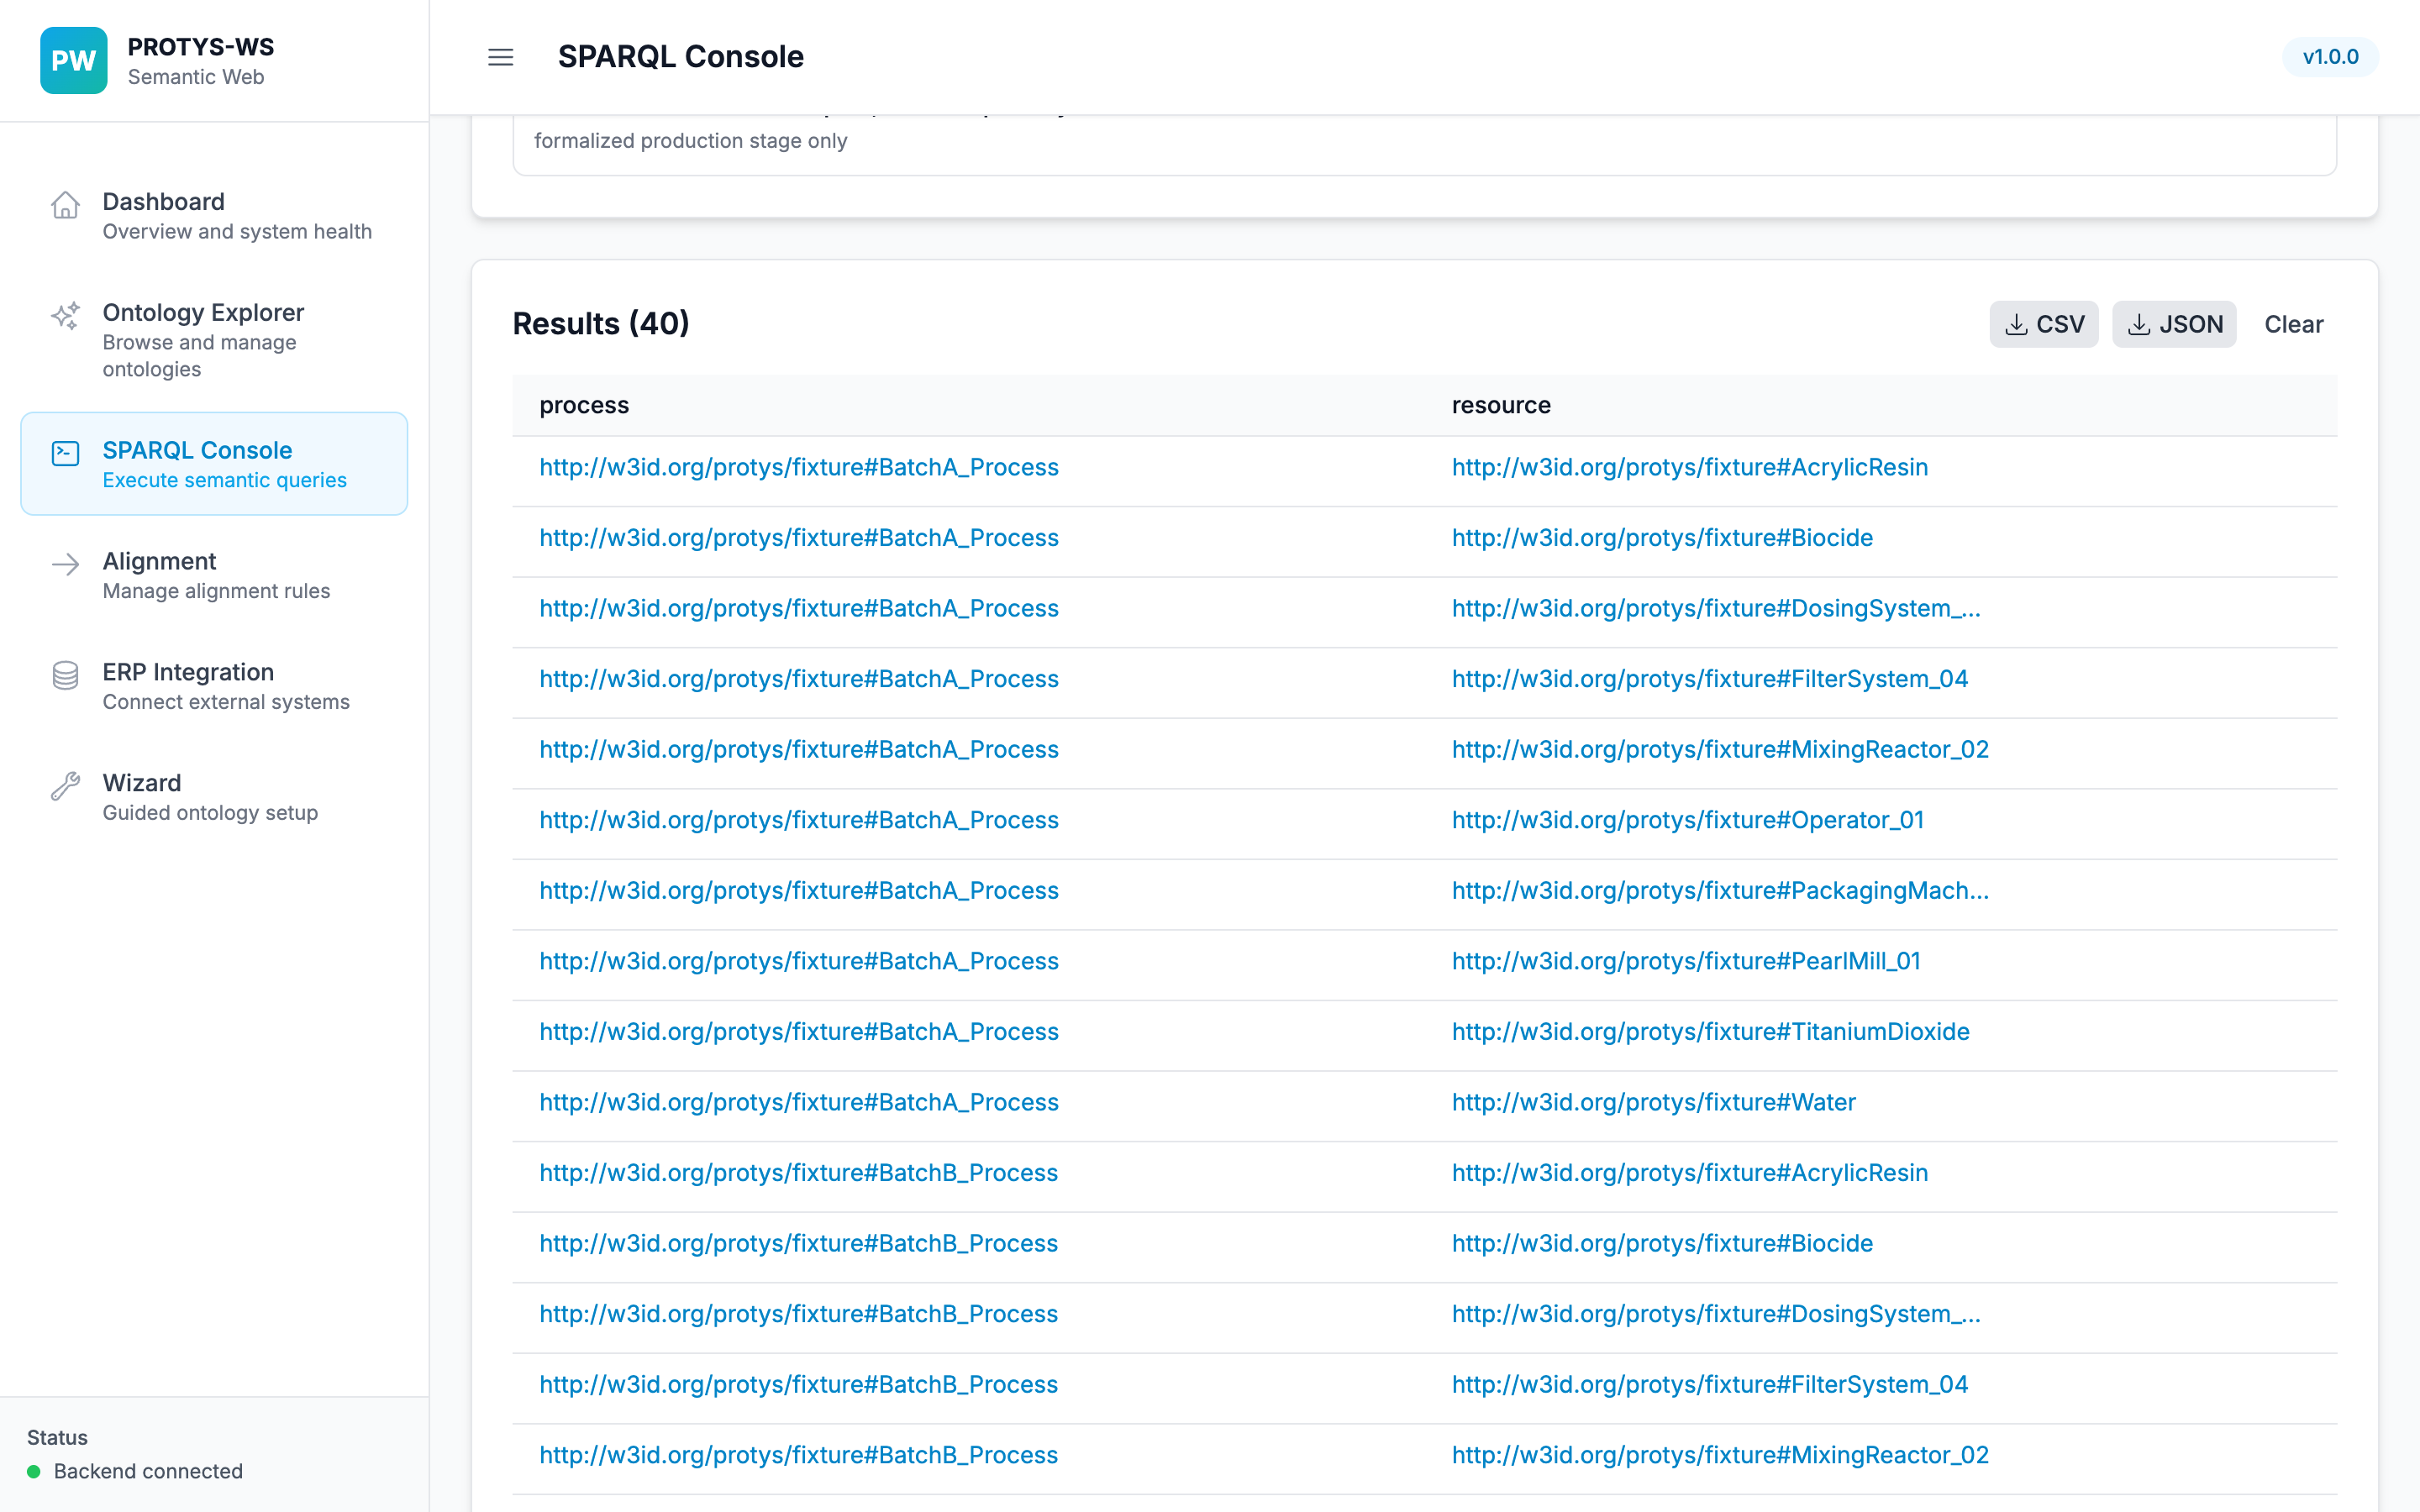 PW
PROTYS-WS
Semantic Web
Dashboard
Overview and system health
Ontology Explorer
Browse and manage
ontologies
SPARQL Console
Execute semantic queries
Alignment
Manage alignment rules
ERP Integration
Connect external systems
Wizard
Guided ontology setup
Status
Backend connected
SPARQL Console
v1.0.0
formalized production stage only
Results (40)
CSV
JSON
Clear
process resource
http://w3id.org/protys/fixture#BatchA_Process http://w3id.org/protys/fixture#AcrylicResin
http://w3id.org/protys/fixture#BatchA_Process http://w3id.org/protys/fixture#Biocide
http://w3id.org/protys/fixture#BatchA_Process http://w3id.org/protys/fixture#DosingSystem_...
http://w3id.org/protys/fixture#BatchA_Process http://w3id.org/protys/fixture#FilterSystem_04
http://w3id.org/protys/fixture#BatchA_Process http://w3id.org/protys/fixture#MixingReactor_02
http://w3id.org/protys/fixture#BatchA_Process http://w3id.org/protys/fixture#Operator_01
http://w3id.org/protys/fixture#BatchA_Process http://w3id.org/protys/fixture#PackagingMach...
http://w3id.org/protys/fixture#BatchA_Process http://w3id.org/protys/fixture#PearlMill_01
http://w3id.org/protys/fixture#BatchA_Process http://w3id.org/protys/fixture#TitaniumDioxide
http://w3id.org/protys/fixture#BatchA_Process http://w3id.org/protys/fixture#Water
http://w3id.org/protys/fixture#BatchB_Process http://w3id.org/protys/fixture#AcrylicResin
http://w3id.org/protys/fixture#BatchB_Process http://w3id.org/protys/fixture#Biocide
http://w3id.org/protys/fixture#BatchB_Process http://w3id.org/protys/fixture#DosingSystem_...
http://w3id.org/protys/fixture#BatchB_Process http://w3id.org/protys/fixture#FilterSystem_04
http://w3id.org/protys/fixture#BatchB_Process http://w3id.org/protys/fixture#MixingReactor_02